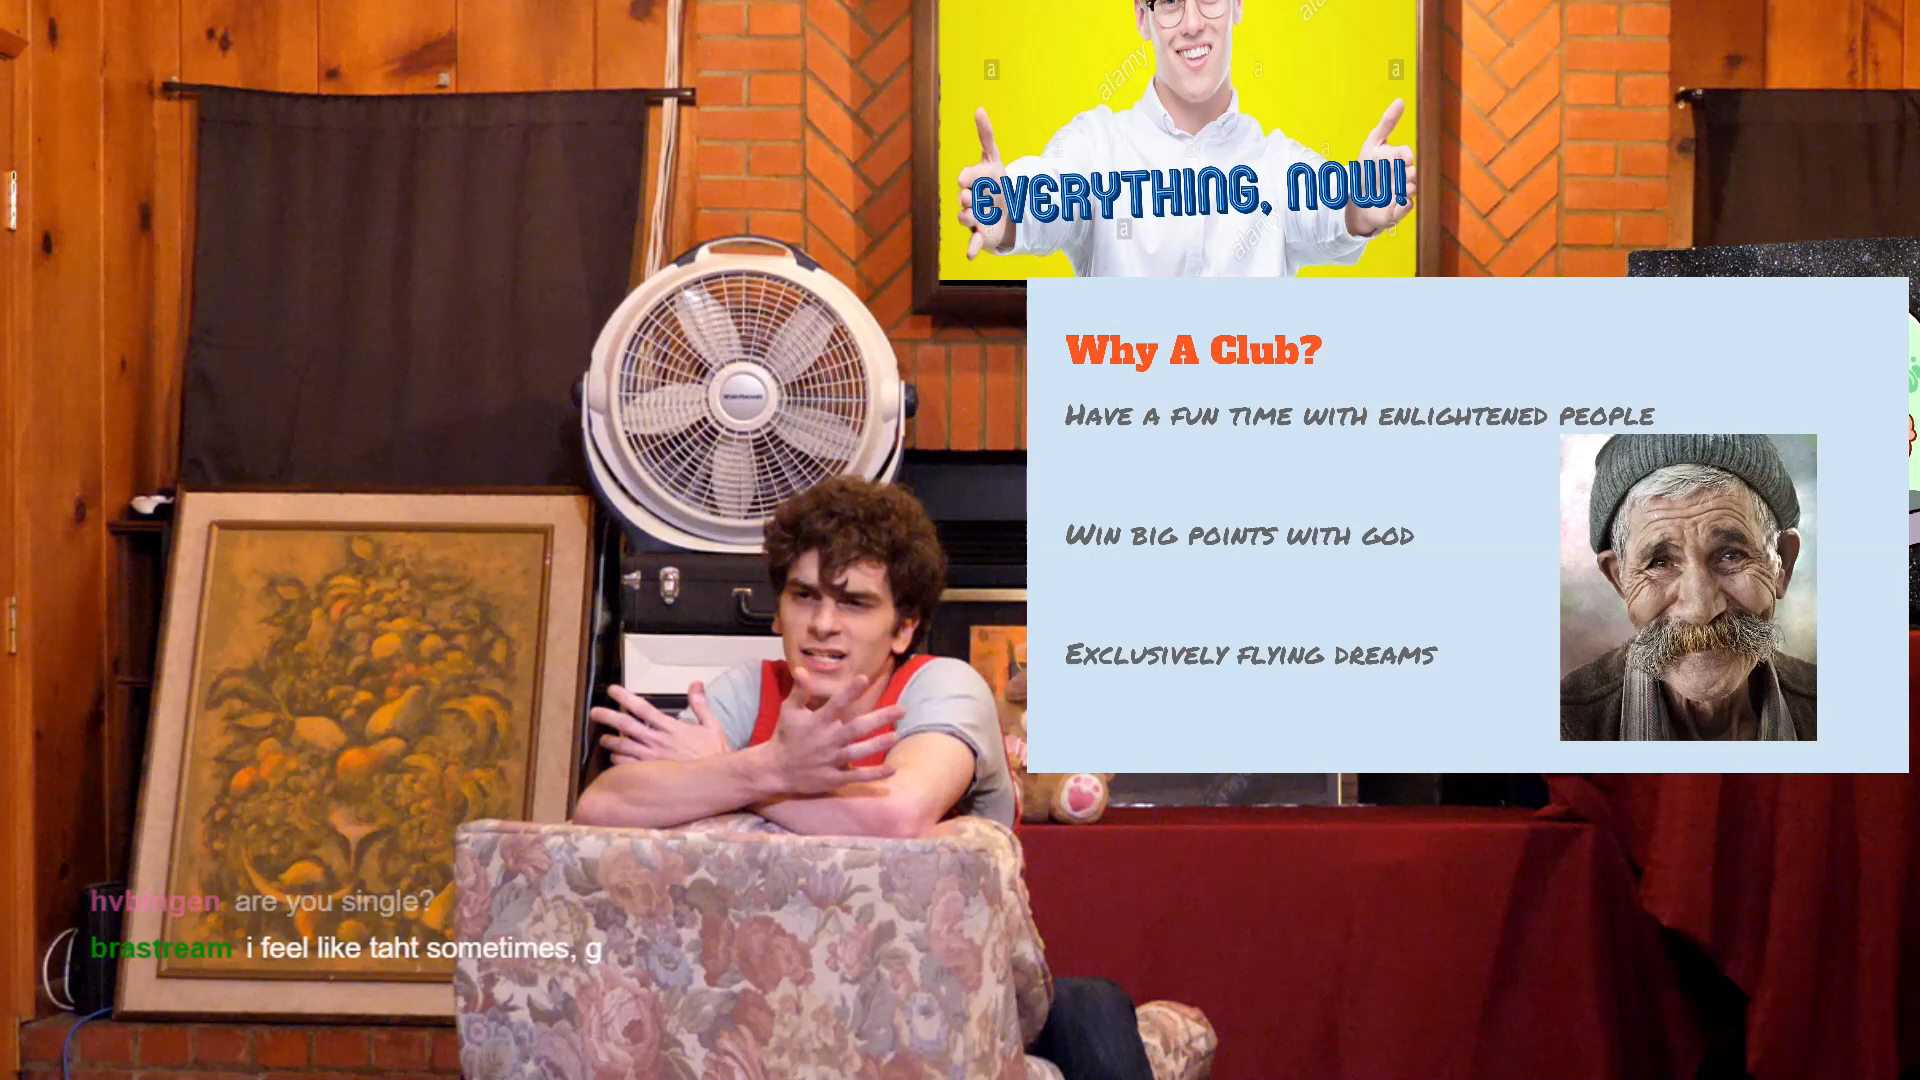 alamy
EVERYTHING, NOW!
Why A Club?
Have a fun time with enlightened people
Win big points with god
Exclusively flying dreams
hvbingen are you single?
brastream i feel like taht sometimes, g